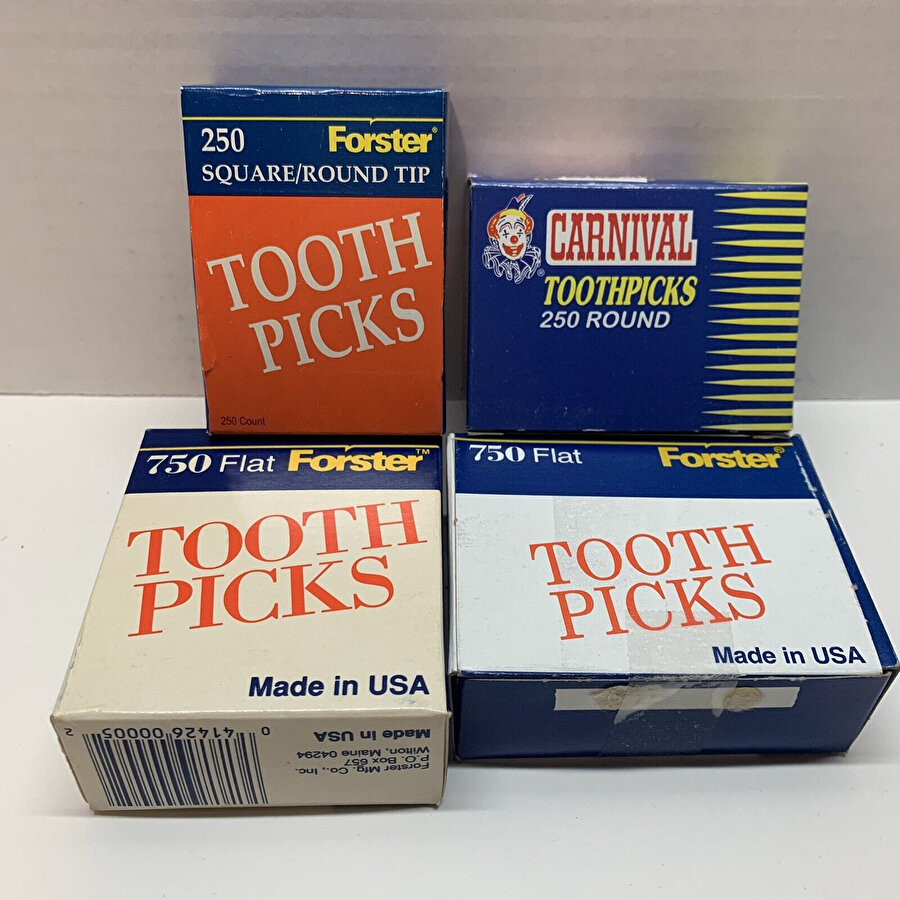 250 Forster®
SQUARE/ROUND TIP
TOOTH
PICKS
250 Count
CARNIVAL
®
TOOTHPICKS
250 ROUND
750 Flat Forster™
TOOTH
PICKS
Made in USA
0 41426 00005 2
Made in USA
Forster Mfg. Co., Inc.
P.O. Box 657
Wilton, Maine 04294
750 Flat Forster®
TOOTH
PICKS
Made in USA